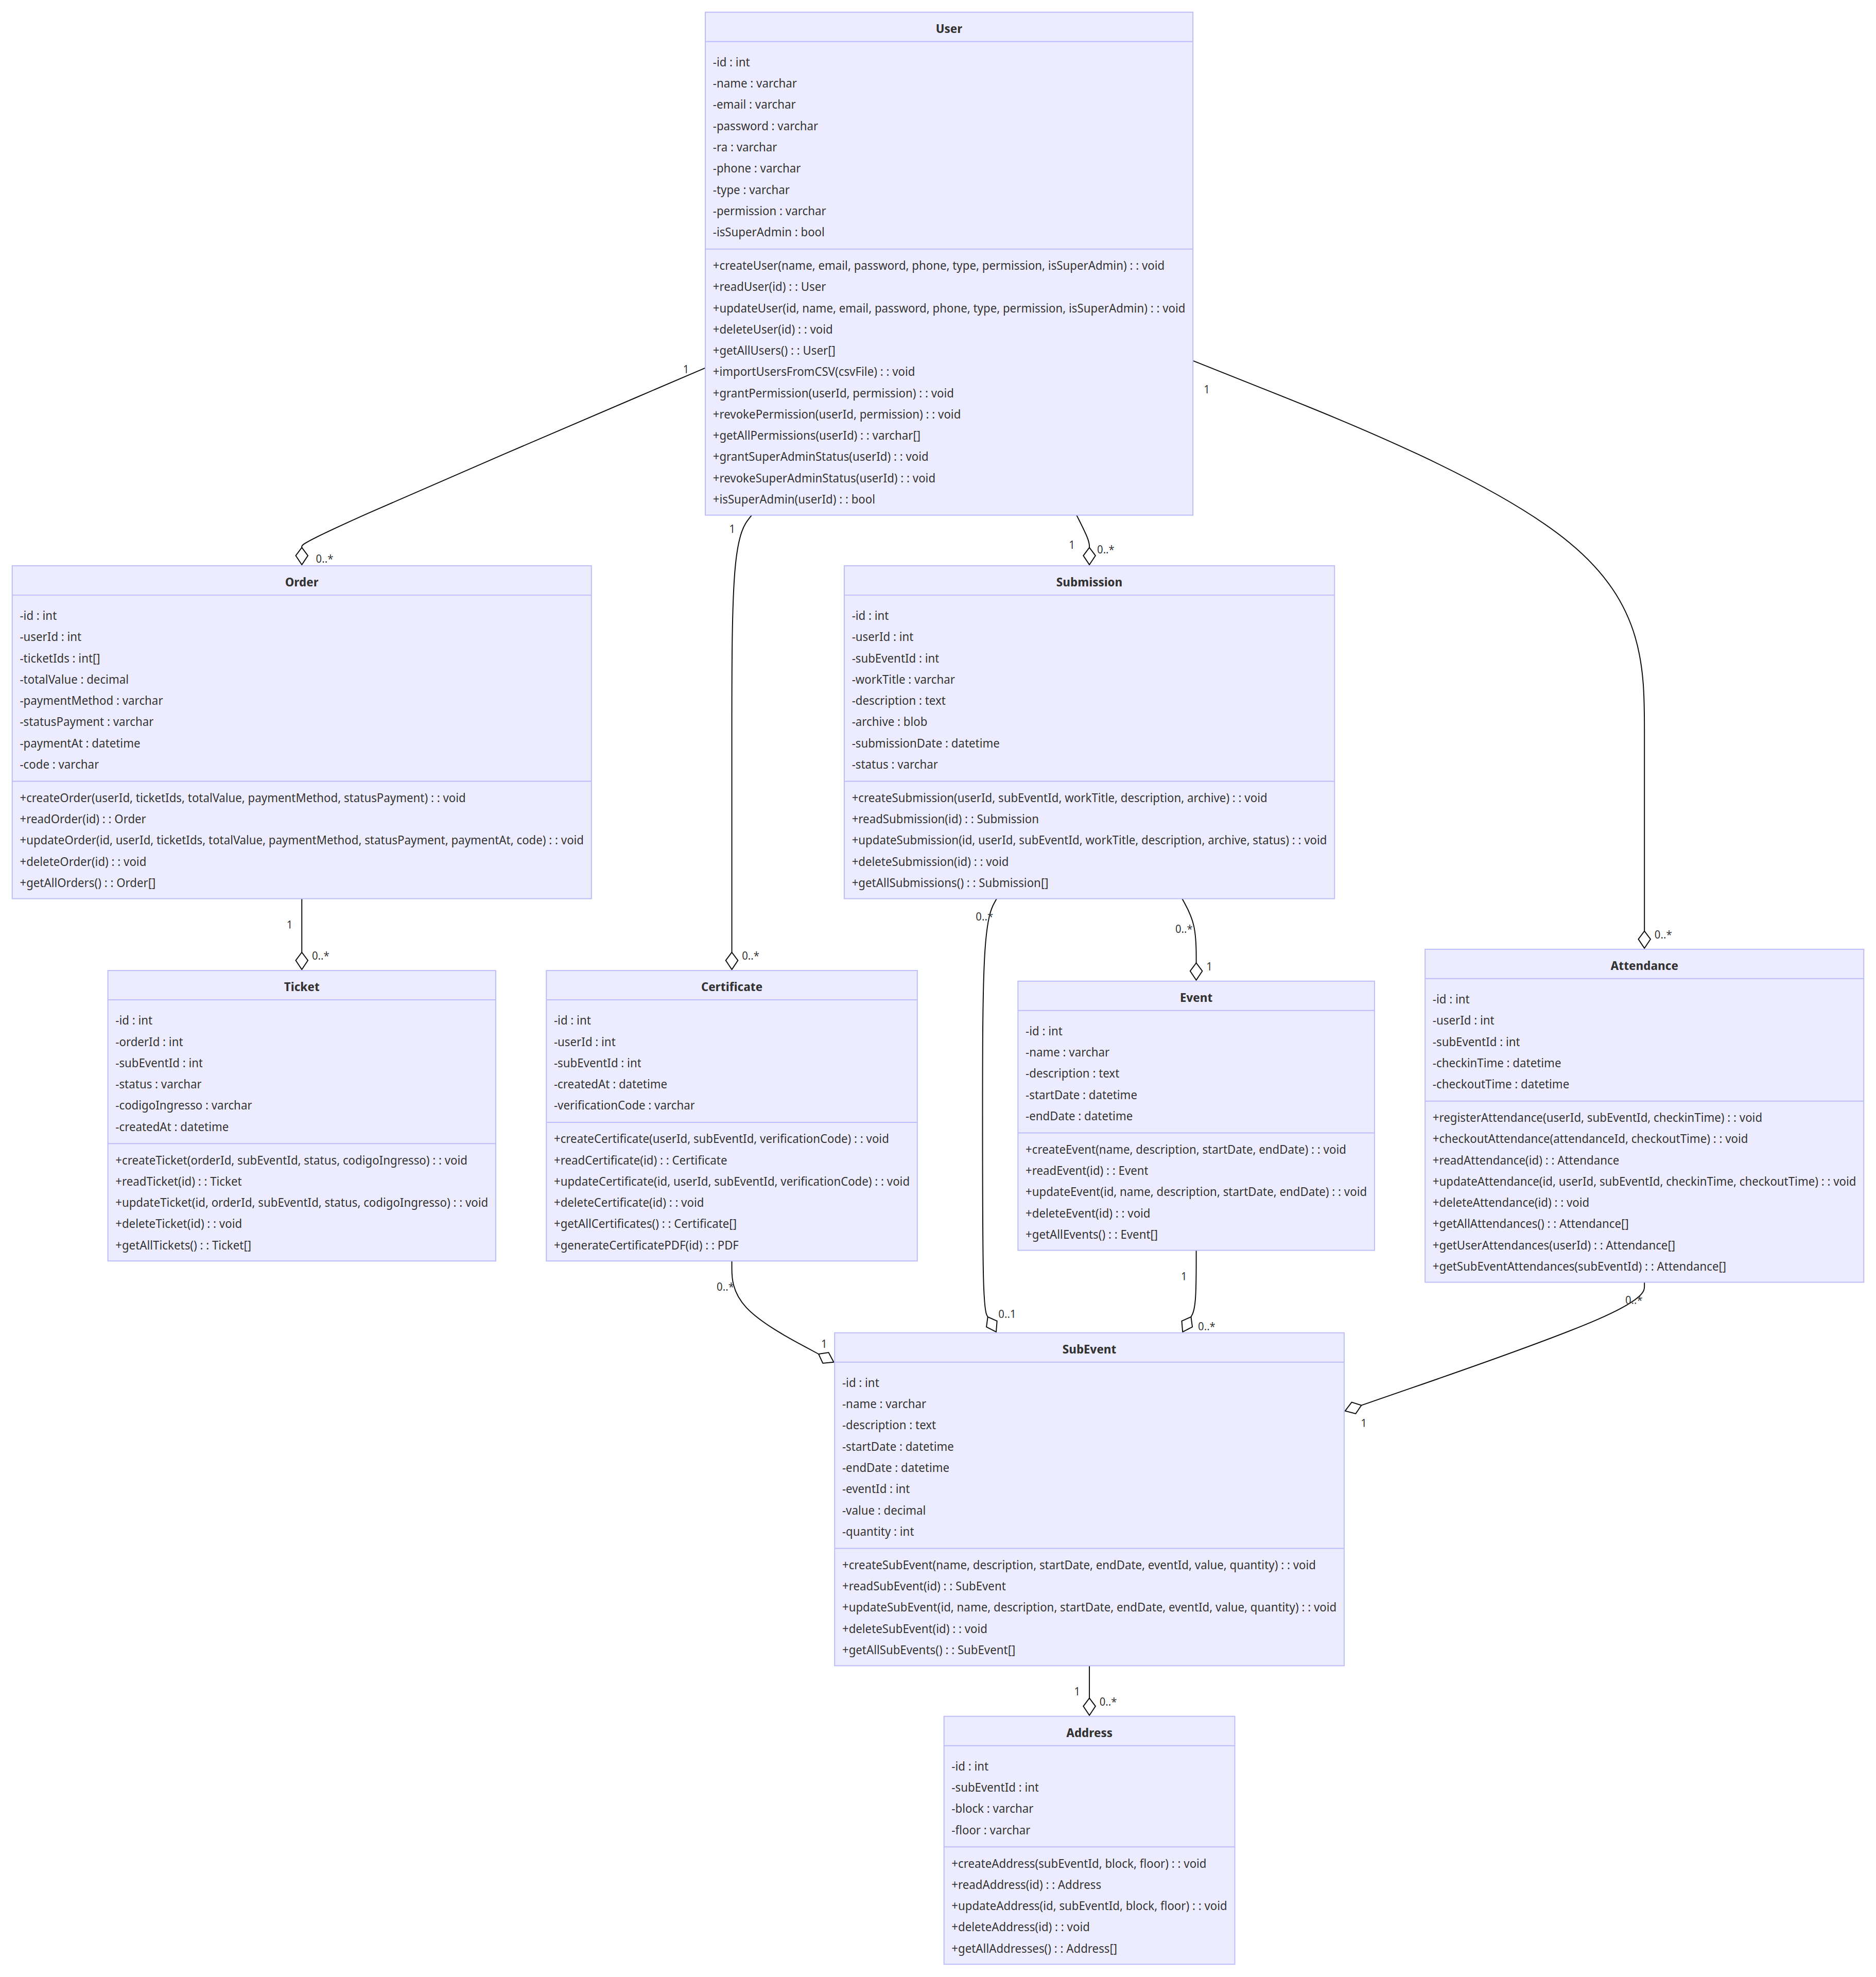 User
-id : int
-name : varchar
-email : varchar
-password : varchar
-ra : varchar
-phone : varchar
-type : varchar
-permission : varchar
-isSuperAdmin : bool
+createUser(name, email, password, phone, type, permission, isSuperAdmin) : : void
+readUser(id) : : User
+updateUser(id, name, email, password, phone, type, permission, isSuperAdmin) : : void
+deleteUser(id) : : void
+getAllUsers() : : User[]
+importUsersFromCSV(csvFile) : : void
+grantPermission(userId, permission) : : void
+revokePermission(userId, permission) : : void
+getAllPermissions(userId) : : varchar[]
+grantSuperAdminStatus(userId) : : void
+revokeSuperAdminStatus(userId) : : void
+isSuperAdmin(userId) : : bool
1
1
1
1
0..*
0..*
Order
-id : int
-userId : int
-ticketIds : int[]
-totalValue : decimal
-paymentMethod : varchar
-statusPayment : varchar
-paymentAt : datetime
-code : varchar
+createOrder(userId, ticketIds, totalValue, paymentMethod, statusPayment) : : void
+readOrder(id) : : Order
+updateOrder(id, userId, ticketIds, totalValue, paymentMethod, statusPayment, paymentAt, code) : : void
+deleteOrder(id) : : void
+getAllOrders() : : Order[]
Submission
-id : int
-userId : int
-subEventId : int
-workTitle : varchar
-description : text
-archive : blob
-submissionDate : datetime
-status : varchar
+createSubmission(userId, subEventId, workTitle, description, archive) : : void
+readSubmission(id) : : Submission
+updateSubmission(id, userId, subEventId, workTitle, description, archive, status) : : void
+deleteSubmission(id) : : void
+getAllSubmissions() : : Submission[]
1
0..*
0..*
0..*
0..*
1
0..*
Ticket
-id : int
-orderId : int
-subEventId : int
-status : varchar
-codigoIngresso : varchar
-createdAt : datetime
+createTicket(orderId, subEventId, status, codigoIngresso) : : void
+readTicket(id) : : Ticket
+updateTicket(id, orderId, subEventId, status, codigoIngresso) : : void
+deleteTicket(id) : : void
+getAllTickets() : : Ticket[]
Certificate
-id : int
-userId : int
-subEventId : int
-createdAt : datetime
-verificationCode : varchar
+createCertificate(userId, subEventId, verificationCode) : : void
+readCertificate(id) : : Certificate
+updateCertificate(id, userId, subEventId, verificationCode) : : void
+deleteCertificate(id) : : void
+getAllCertificates() : : Certificate[]
+generateCertificatePDF(id) : : PDF
Event
-id : int
-name : varchar
-description : text
-startDate : datetime
-endDate : datetime
+createEvent(name, description, startDate, endDate) : : void
+readEvent(id) : : Event
+updateEvent(id, name, description, startDate, endDate) : : void
+deleteEvent(id) : : void
+getAllEvents() : : Event[]
Attendance
-id : int
-userId : int
-subEventId : int
-checkinTime : datetime
-checkoutTime : datetime
+registerAttendance(userId, subEventId, checkinTime) : : void
+checkoutAttendance(attendanceId, checkoutTime) : : void
+readAttendance(id) : : Attendance
+updateAttendance(id, userId, subEventId, checkinTime, checkoutTime) : : void
+deleteAttendance(id) : : void
+getAllAttendances() : : Attendance[]
+getUserAttendances(userId) : : Attendance[]
+getSubEventAttendances(subEventId) : : Attendance[]
0..*
1
0..1
1
0..*
0..*
1
SubEvent
-id : int
-name : varchar
-description : text
-startDate : datetime
-endDate : datetime
-eventId : int
-value : decimal
-quantity : int
+createSubEvent(name, description, startDate, endDate, eventId, value, quantity) : : void
+readSubEvent(id) : : SubEvent
+updateSubEvent(id, name, description, startDate, endDate, eventId, value, quantity) : : void
+deleteSubEvent(id) : : void
+getAllSubEvents() : : SubEvent[]
1
0..*
Address
-id : int
-subEventId : int
-block : varchar
-floor : varchar
+createAddress(subEventId, block, floor) : : void
+readAddress(id) : : Address
+updateAddress(id, subEventId, block, floor) : : void
+deleteAddress(id) : : void
+getAllAddresses() : : Address[]